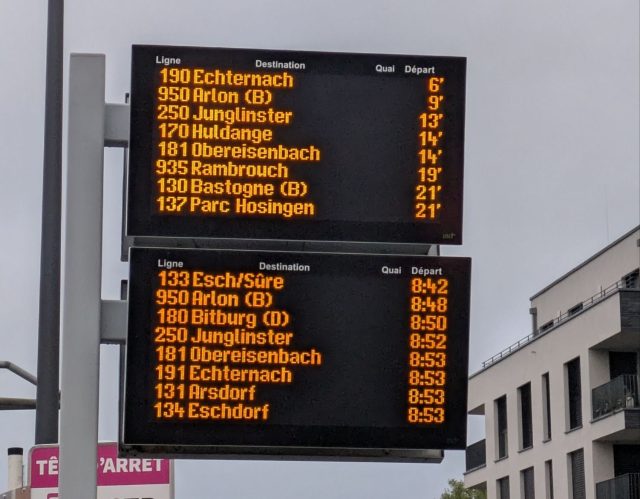 Ligne Destination Quai Départ
190 Echternach 6'
950 Arlon (B) 9'
250 Junglinster 13'
170 Huldange 14'
181 Obereisenbach 14'
935 Rambrouch 19'
130 Bastogne (B) 21'
137 Parc Hosingen 21'
Ligne Destination Quai Départ
133 Esch/Sûre 8:42
950 Arlon (B) 8:48
180 Bitburg (D) 8:50
250 Junglinster 8:52
181 Obereisenbach 8:53
191 Echternach 8:53
131 Arsdorf 8:53
134 Eschdorf 8:53
D'ARRÊT